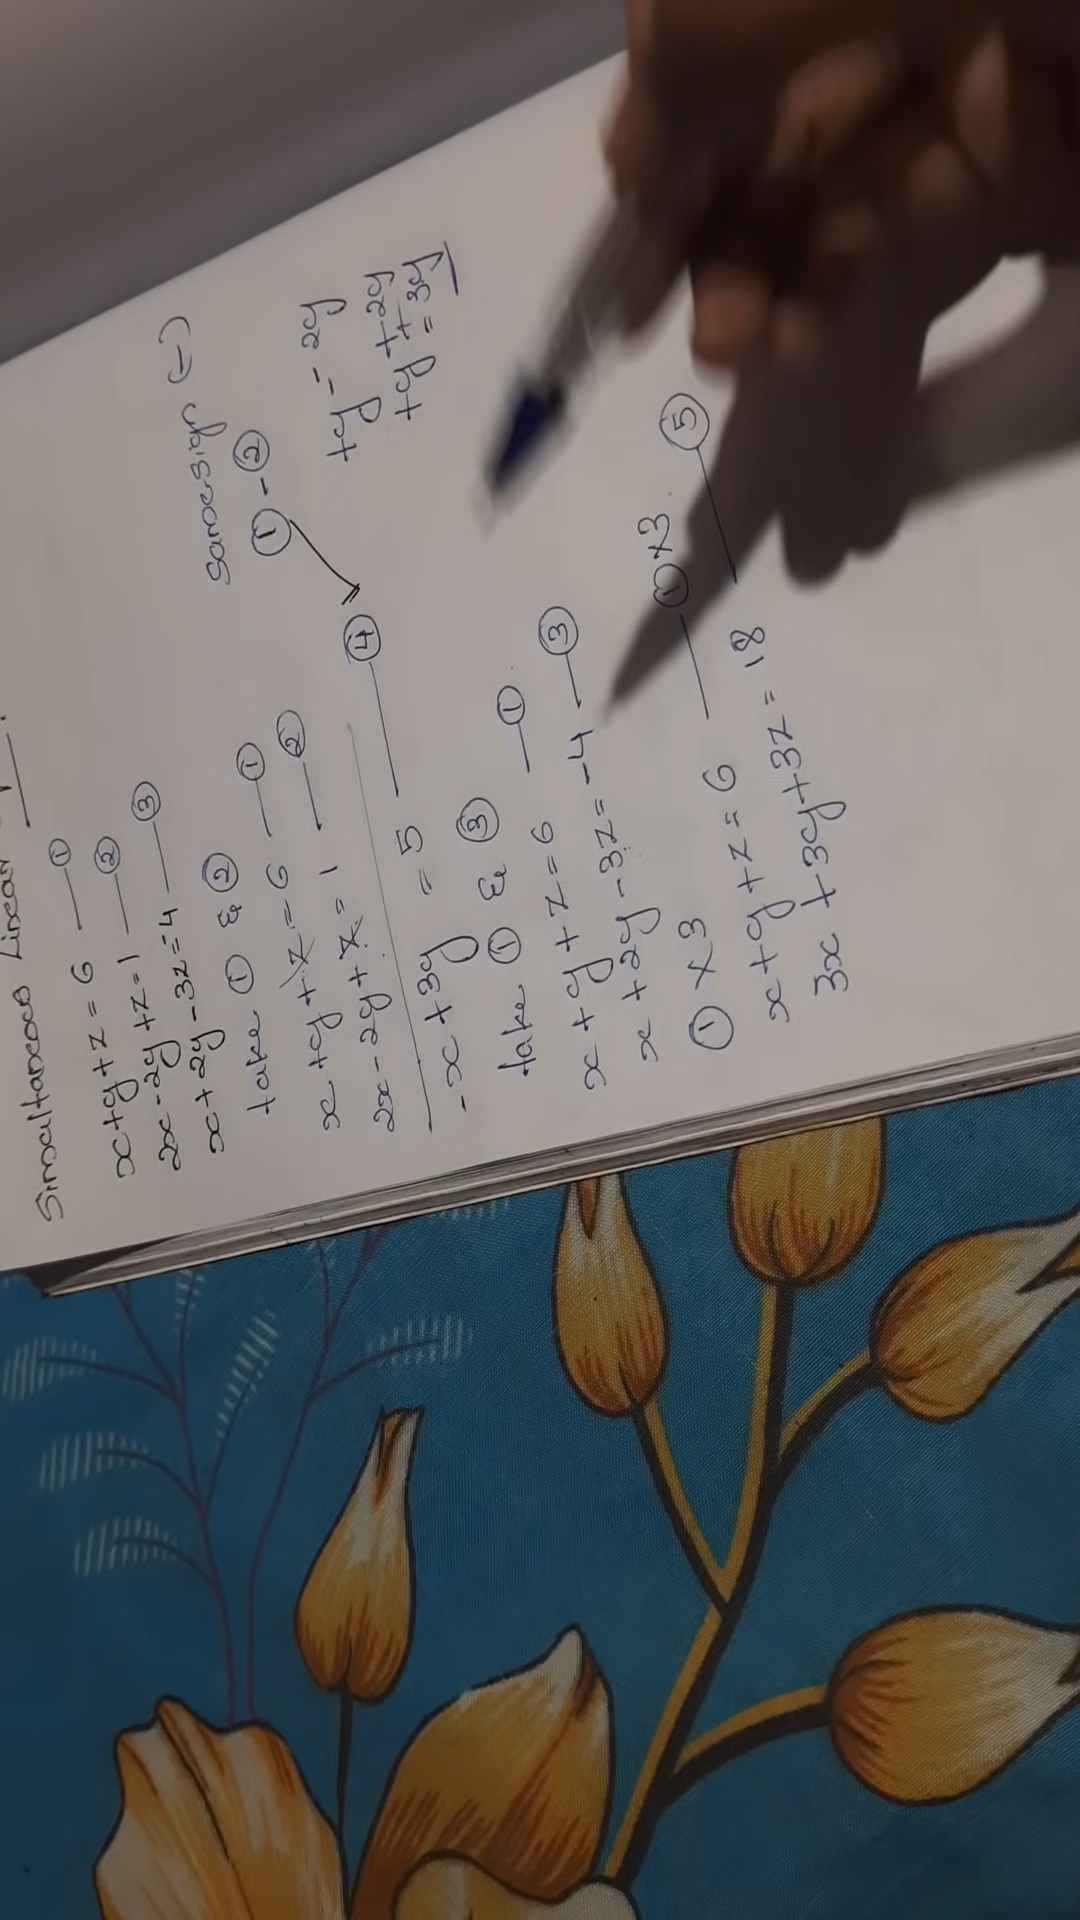 Simultaneous Linear
x+y+z=6 ①
2x-2y+z=1 ②
x+2y-3z=4 ③
take ① & ②
Same sign (-)
x+y+z=6 ①
① - ②
2x-2y+z=1 ②
-x+3y = 5 ④
+y - 2y
+y + 2y
+y + = 3y
take ① & ③
x+y+z=6 ①
x+2y-3z=-4 ③
① ×3
x+y+z=6 ① ×3
3x+3y+3z=18 ⑤